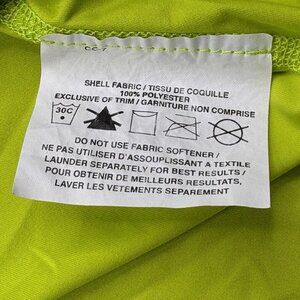 CC-7
SHELL FABRIC / TISSU DE COQUILLE
100% POLYESTER
EXCLUSIVE OF TRIM / GARNITURE NON COMPRISE
30C
DO NOT USE FABRIC SOFTENER /
NE PAS UTILISER D'ASSOUPLISSANT A TEXTILE
LAUNDER SEPARATELY FOR BEST RESULTS /
POUR OBTENIR DE MEILLEURS RESULTATS,
LAVER LES VETEMENTS SEPAREMENT